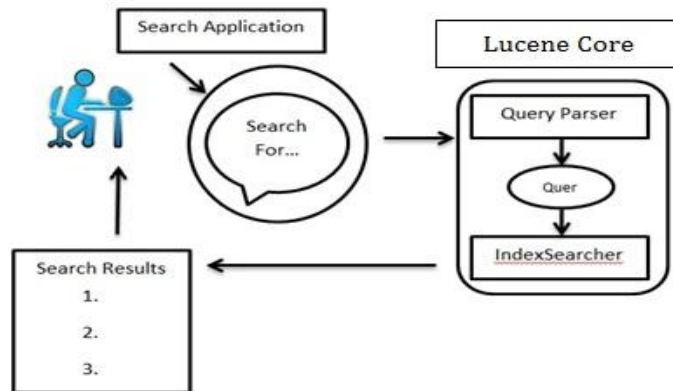 Search Application
Lucene Core
Search
For...
Query Parser
Quer
IndexSearcher
Search Results
1.
2.
3.